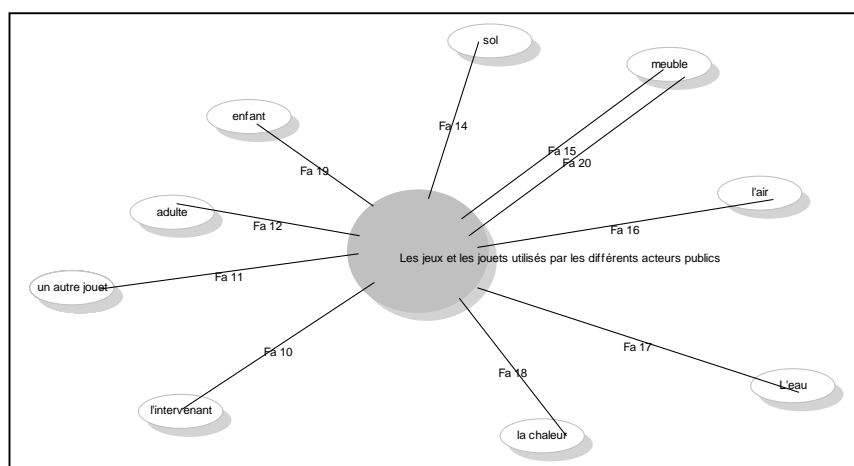 sol
meuble
enfant
Fa 14
Fa 15
Fa 20
Fa 19
l'air
adulte
Fa 12
Fa 16
Les jeux et les jouets utilisés par les différents acteurs publics
Fa 11
un autre jouet
Fa 17
Fa 10
Fa 18
L'eau
l'intervenant
la chaleur